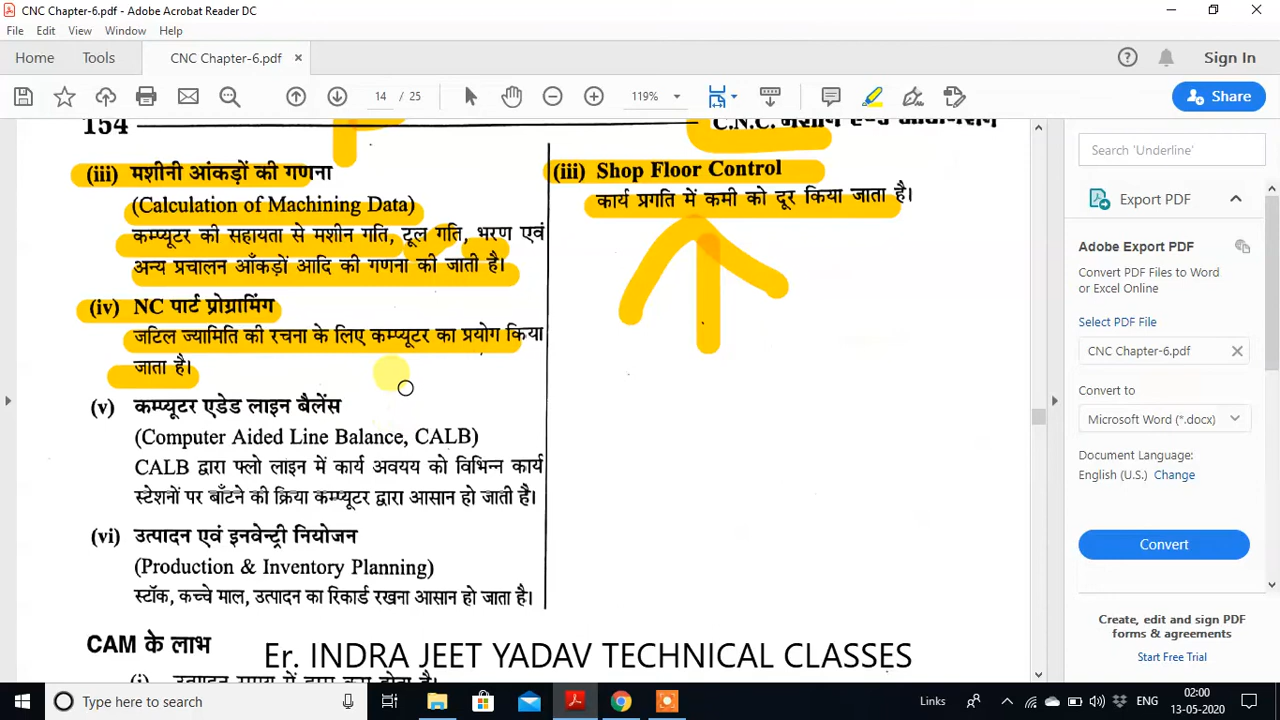 CNC Chapter-6.pdf - Adobe Acrobat Reader DC
File Edit View Window Help
Home Tools CNC Chapter-6.pdf × Sign In
14 / 25 119% Share
154 C.N.C. मशीन एण्ड ऑटोमेशन
(iii) मशीनी आंकड़ों की गणना
(Calculation of Machining Data)
कम्प्यूटर की सहायता से मशीन गति, टूल गति, भरण एवं
अन्य प्रचालन आँकड़ों आदि की गणना की जाती है।
(iv) NC पार्ट प्रोग्रामिंग
जटिल ज्यामिति की रचना के लिए कम्प्यूटर का प्रयोग किया
जाता है।
(v) कम्प्यूटर एडेड लाइन बैलेंस
(Computer Aided Line Balance, CALB)
CALB द्वारा फ्लो लाइन में कार्य अवयय को विभिन्न कार्य
स्टेशनों पर बाँटने की क्रिया कम्प्यूटर द्वारा आसान हो जाती है।
(vi) उत्पादन एवं इनवेन्ट्री नियोजन
(Production & Inventory Planning)
स्टॉक, कच्चे माल, उत्पादन का रिकार्ड रखना आसान हो जाता है।
CAM के लाभ
(iii) Shop Floor Control
कार्य प्रगति में कमी को दूर किया जाता है।
Er. INDRA JEET YADAV TECHNICAL CLASSES
Search 'Underline'
Export PDF
Adobe Export PDF
Convert PDF Files to Word
or Excel Online
Select PDF File
CNC Chapter-6.pdf ×
Convert to
Microsoft Word (*.docx)
Document Language:
English (U.S.) Change
Convert
Create, edit and sign PDF
forms & agreements
Start Free Trial
Type here to search
Links ENG 02:00
13-05-2020